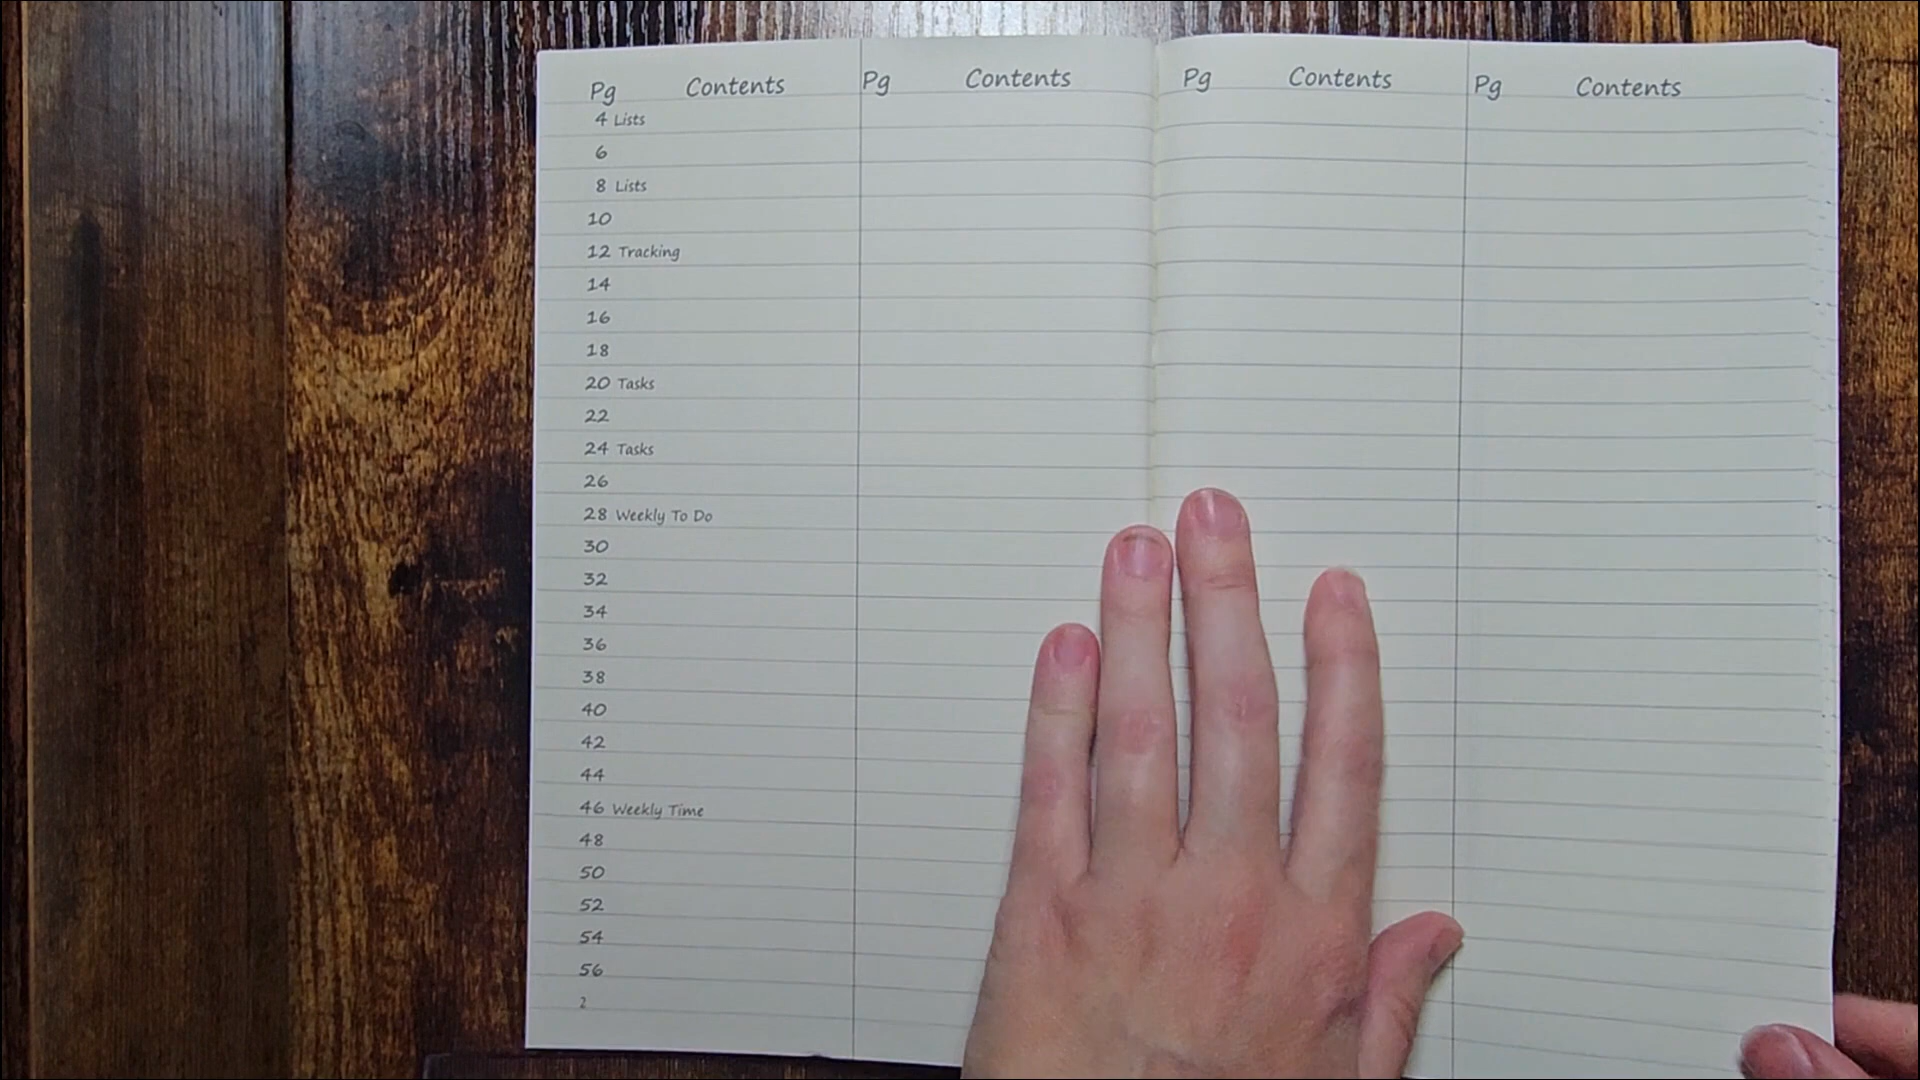 Pg Contents Pg Contents Pg Contents Pg Contents
4 Lists
6
8 Lists
10
12 Tracking
14
16
18
20 Tasks
22
24 Tasks
26
28 Weekly To Do
30
32
34
36
38
40
42
44
46 Weekly Time
48
50
52
54
56
2